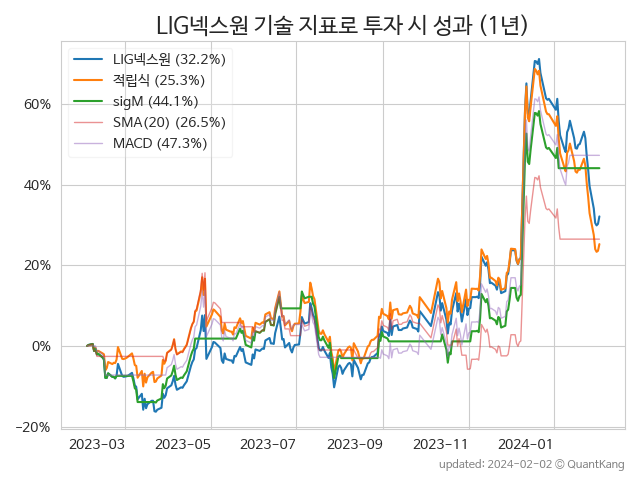 LIG넥스원 기술 지표로 투자 시 성과 (1년)
LIG넥스원 (32.2%)
적립식 (25.3%)
sigM (44.1%)
SMA(20) (26.5%)
MACD (47.3%)
60%
40%
20%
0%
−20%
2023-03 2023-05 2023-07 2023-09 2023-11 2024-01
updated: 2024-02-02 © QuantKang